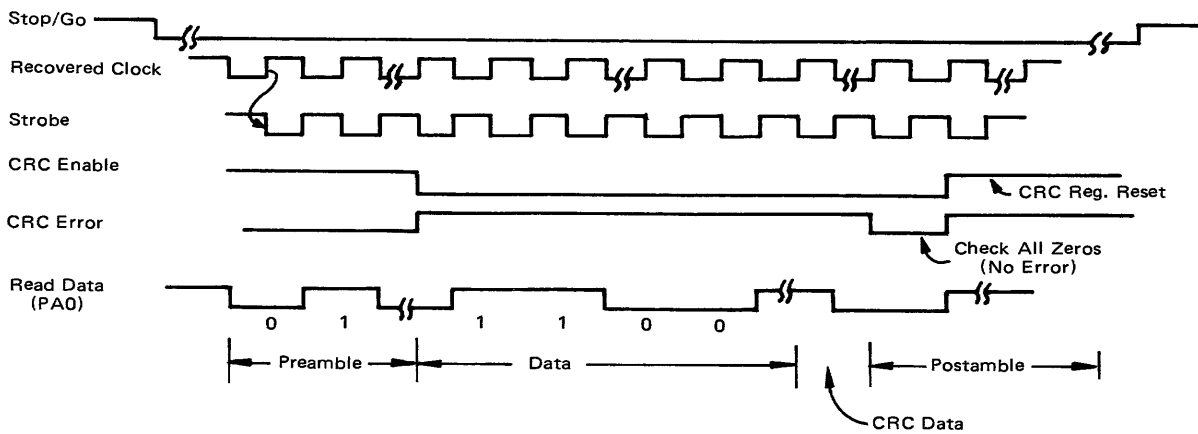 Stop/Go
Recovered Clock
Strobe
CRC Enable
CRC Reg. Reset
CRC Error
Check All Zeros
(No Error)
Read Data
(PA0)
0 1 1 1 0 0
Preamble Data Postamble
CRC Data